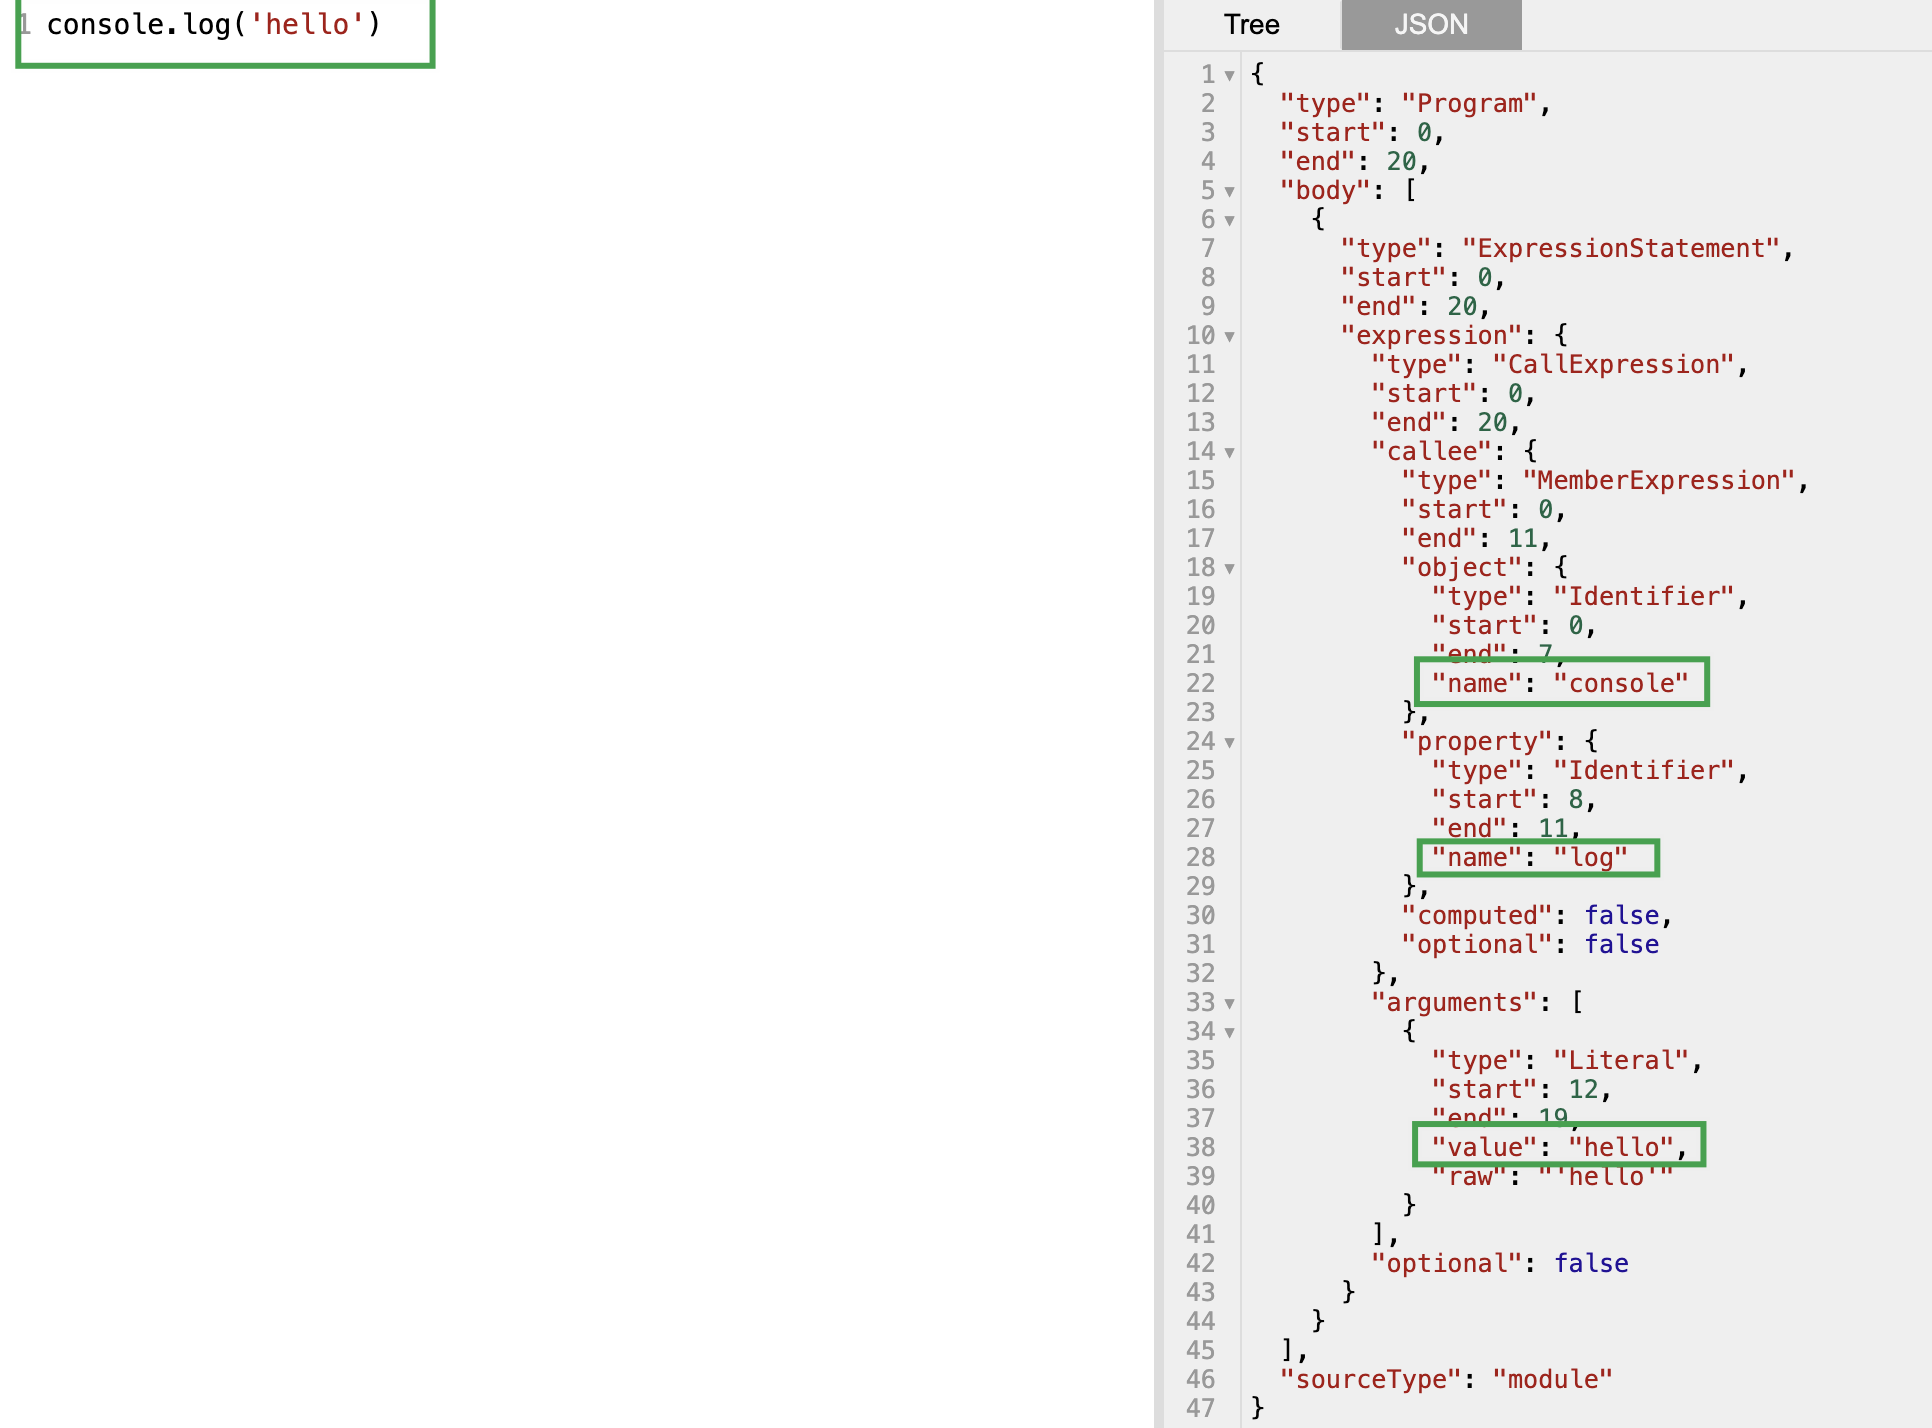 1 console.log('hello')
Tree JSON
1 {
2 "type": "Program",
3 "start": 0,
4 "end": 20,
5 "body": [
6 {
7 "type": "ExpressionStatement",
8 "start": 0,
9 "end": 20,
10 "expression": {
11 "type": "CallExpression",
12 "start": 0,
13 "end": 20,
14 "callee": {
15 "type": "MemberExpression",
16 "start": 0,
17 "end": 11,
18 "object": {
19 "type": "Identifier",
20 "start": 0,
21 "end": 7,
22 "name": "console"
23 },
24 "property": {
25 "type": "Identifier",
26 "start": 8,
27 "end": 11,
28 "name": "log"
29 },
30 "computed": false,
31 "optional": false
32 },
33 "arguments": [
34 {
35 "type": "Literal",
36 "start": 12,
37 "end": 19,
38 "value": "hello",
39 "raw": "'hello'"
40 }
41 ],
42 "optional": false
43 }
44 }
45 ],
46 "sourceType": "module"
47 }